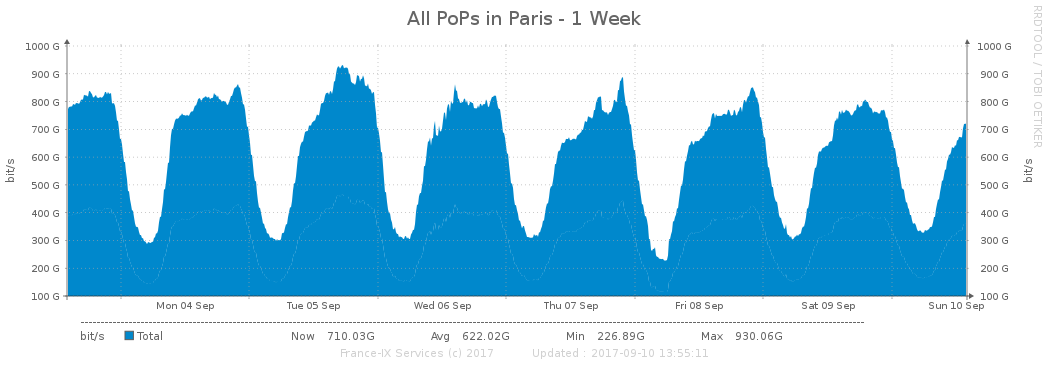 All PoPs in Paris - 1 Week
RRDTOOL / TOBI OETIKER
bit/s
1000 G
900 G
800 G
700 G
600 G
500 G
400 G
300 G
200 G
100 G
1000 G
900 G
800 G
700 G
600 G
500 G
400 G
300 G
200 G
100 G
bit/s
Mon 04 Sep Tue 05 Sep Wed 06 Sep Thu 07 Sep Fri 08 Sep Sat 09 Sep Sun 10 Sep
bit/s Total Now 710.03G Avg 622.02G Min 226.89G Max 930.06G
France-IX Services (c) 2017 Updated : 2017-09-10 13:55:11